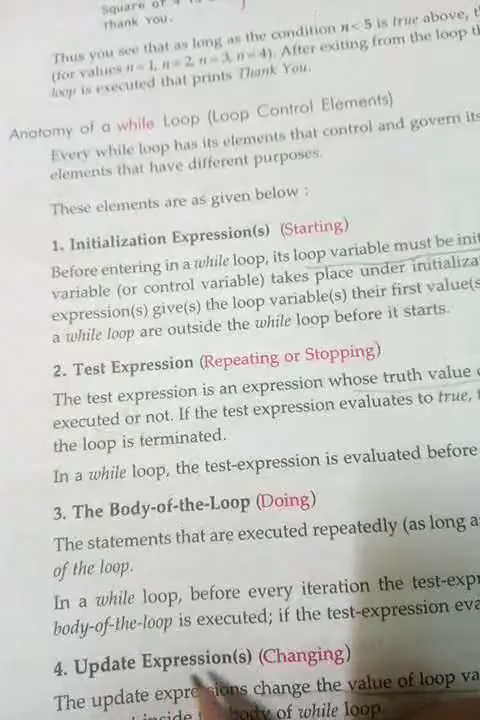 Square of 4 is
Thank You.
Thus you see that as long as the condition n < 5 is true above, t
(for values n = 1, n = 2, n = 3, n = 4). After exiting from the loop th
loop is executed that prints Thank You.
Anatomy of a while Loop (Loop Control Elements)
Every while loop has its elements that control and govern its
elements that have different purposes.
These elements are as given below :
1. Initialization Expression(s) (Starting)
Before entering in a while loop, its loop variable must be init
variable (or control variable) takes place under initializa
expression(s) give(s) the loop variable(s) their first value(s
a while loop are outside the while loop before it starts.
2. Test Expression (Repeating or Stopping)
The test expression is an expression whose truth value
executed or not. If the test expression evaluates to true,
the loop is terminated.
In a while loop, the test-expression is evaluated before
3. The Body-of-the-Loop (Doing)
The statements that are executed repeatedly (as long a
of the loop.
In a while loop, before every iteration the test-expr
body-of-the-loop is executed; if the test-expression eva
4. Update Expression(s) (Changing)
The update expressions change the value of loop va
inside body of while loop.